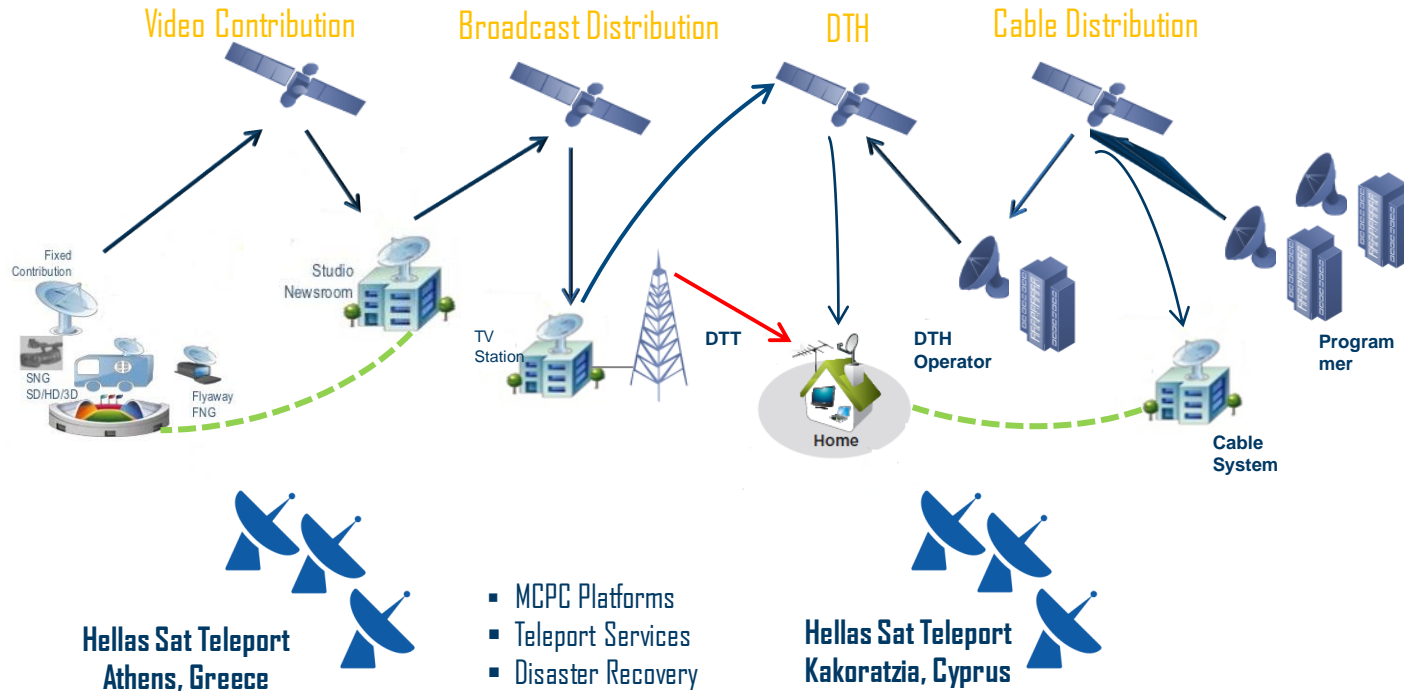 Video Contribution
Broadcast Distribution
DTH
Cable Distribution
Fixed
Contribution
SNG
SD/HD/3D
Flyaway
FNG
Studio
Newsroom
TV
Station
DTT
Home
DTH
Operator
Program
mer
Cable
System
Hellas Sat Teleport
Athens, Greece
▪ MCPC Platforms
▪ Teleport Services
▪ Disaster Recovery
Hellas Sat Teleport
Kakoratzia, Cyprus